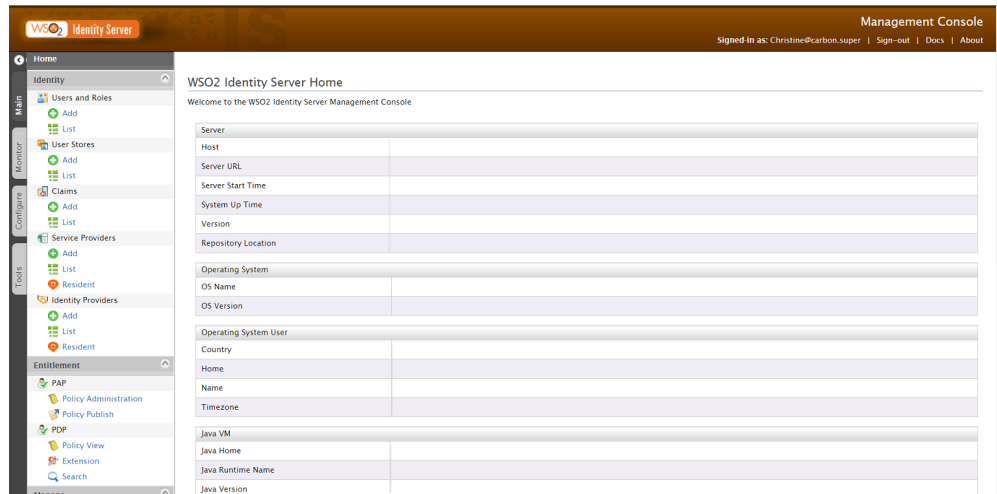 WSO2 Identity Server
Management Console
Signed-in as: Christine@carbon.super | Sign-out | Docs | About
Home
Main
Monitor
Configure
Tools
Identity
Users and Roles
Add
List
User Stores
Add
List
Claims
Add
List
Service Providers
Add
List
Resident
Identity Providers
Add
List
Resident
Entitlement
PAP
Policy Administration
Policy Publish
PDP
Policy View
Extension
Search
Manage
WSO2 Identity Server Home
Welcome to the WSO2 Identity Server Management Console
Server
Host
Server URL
Server Start Time
System Up Time
Version
Repository Location
Operating System
OS Name
OS Version
Operating System User
Country
Home
Name
Timezone
Java VM
Java Home
Java Runtime Name
Java Version